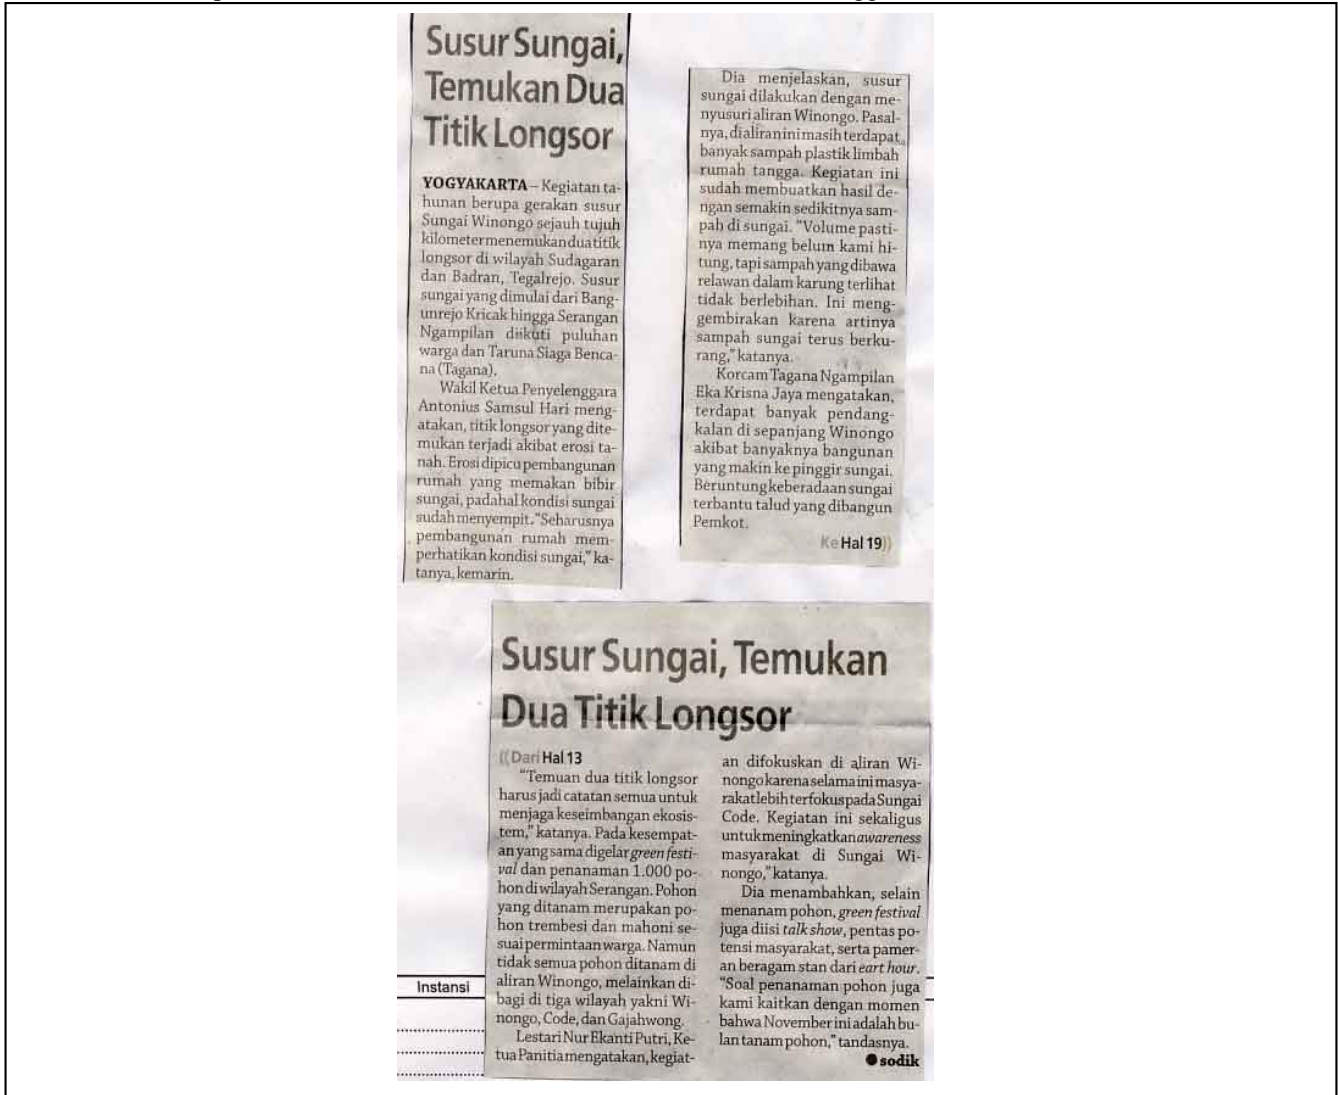 Susur Sungai,
Temukan Dua
Titik Longsor
YOGYAKARTA – Kegiatan ta-
hunan berupa gerakan susur
Sungai Winongo sejauh tujuh
kilometer menemukan dua titik
longsor di wilayah Sudagaran
dan Badran, Tegalrejo. Susur
sungai yang dimulai dari Bang-
unrejo Kricak hingga Serangan
Ngampilan diikuti puluhan
warga dan Taruna Siaga Benca-
na (Tagana).
Wakil Ketua Penyelenggara
Antonius Samsul Hari meng-
atakan, titik longsor yang dite-
mukan terjadi akibat erosi ta-
nah. Erosi dipicu pembangunan
rumah yang memakan bibir
sungai, padahal kondisi sungai
sudah menyempit. "Seharusnya
pembangunan rumah mem-
perhatikan kondisi sungai," ka-
tanya, kemarin.
Dia menjelaskan, susur
sungai dilakukan dengan me-
nyusuri aliran Winongo. Pasal-
nya, di aliran ini masih terdapat
banyak sampah plastik limbah
rumah tangga. Kegiatan ini
sudah membuatkan hasil de-
ngan semakin sedikitnya sam-
pah di sungai. "Volume pasti-
nya memang belum kami hi-
tung, tapi sampah yang dibawa
relawan dalam karung terlihat
tidak berlebihan. Ini meng-
gembirakan karena artinya
sampah sungai terus berku-
rang," katanya.
Korcam Tagana Ngampilan
Eka Krisna Jaya mengatakan,
terdapat banyak pendang-
kalan di sepanjang Winongo
akibat banyaknya bangunan
yang makin ke pinggir sungai.
Beruntung keberadaan sungai
terbantu talud yang dibangun
Pemkot.
Ke Hal 19))
Susur Sungai, Temukan
Dua Titik Longsor
((Dari Hal 13
"Temuan dua titik longsor
harus jadi catatan semua untuk
menjaga keseimbangan ekosis-
tem," katanya. Pada kesempat-
an yang sama digelar green festi-
val dan penanaman 1.000 po-
hon di wilayah Serangan. Pohon
yang ditanam merupakan po-
hon trembesi dan mahoni se-
suai permintaan warga. Namun
tidak semua pohon ditanam di
aliran Winongo, melainkan di-
bagi di tiga wilayah yakni Wi-
nongo, Code, dan Gajahwong.
Lestari Nur Ekanti Putri, Ke-
tua Panitia mengatakan, kegiat-
an difokuskan di aliran Wi-
nongo karena selama ini masya-
rakat lebih terfokus pada Sungai
Code. Kegiatan ini sekaligus
untuk meningkatkan awareness
masyarakat di Sungai Wi-
nongo," katanya.
Dia menambahkan, selain
menanam pohon, green festival
juga diisi talk show, pentas po-
tensi masyarakat, serta pamer-
an beragam stan dari eart hour.
"Soal penanaman pohon juga
kami kaitkan dengan momen
bahwa November ini adalah bu-
lan tanam pohon," tandasnya.
● sodik
Instansi